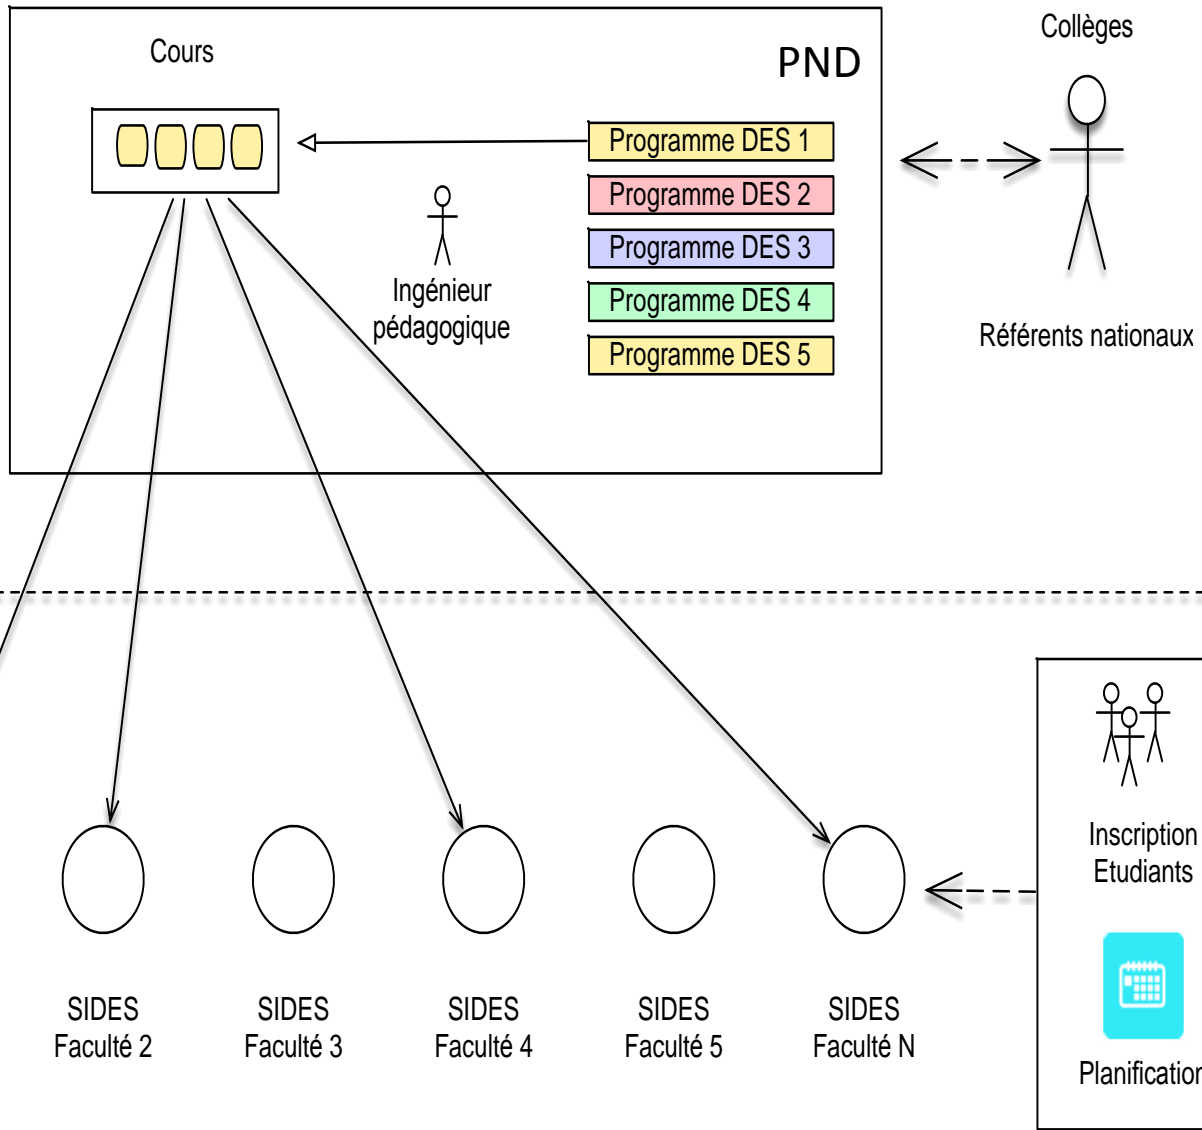 Collèges
Cours
PND
Programme DES 1
Programme DES 2
Programme DES 3
Programme DES 4
Programme DES 5
Ingénieur
pédagogique
Référents nationaux
Inscription
Etudiants
SIDES
Faculté 2
SIDES
Faculté 3
SIDES
Faculté 4
SIDES
Faculté 5
SIDES
Faculté N
Planification